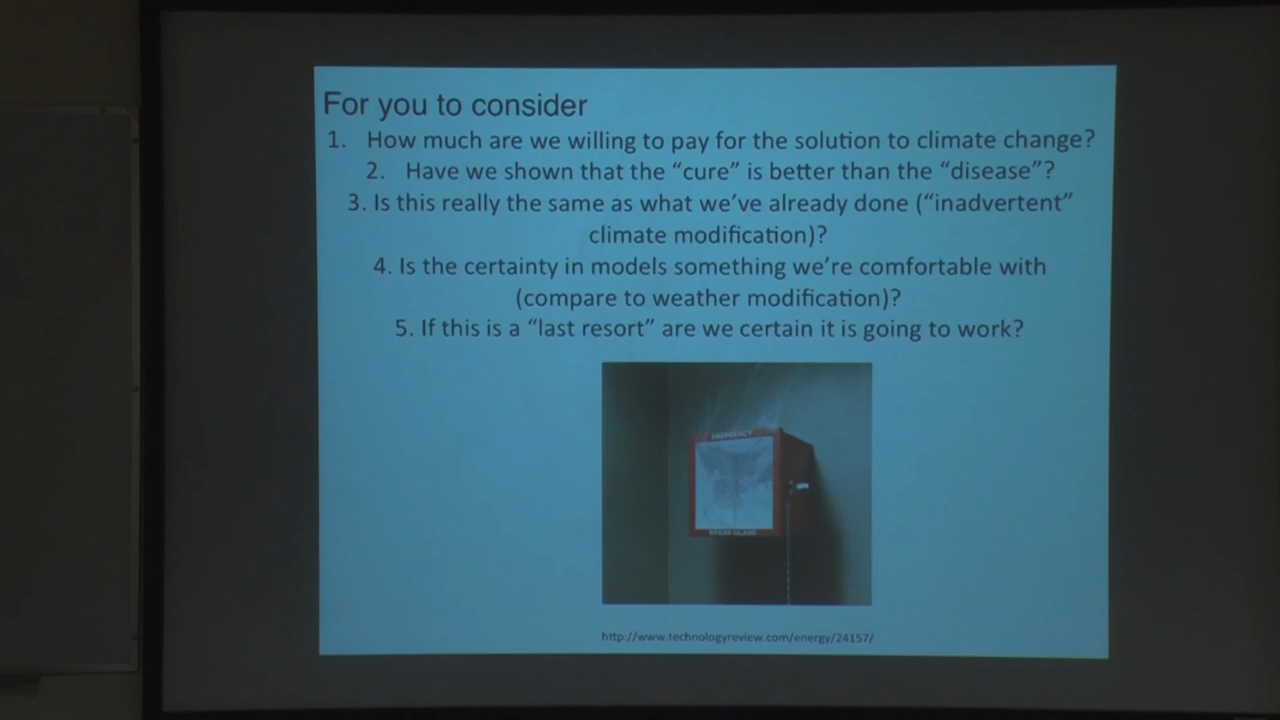 For you to consider
1. How much are we willing to pay for the solution to climate change?
2. Have we shown that the “cure” is better than the “disease”?
3. Is this really the same as what we’ve already done (“inadvertent”
climate modification)?
4. Is the certainty in models something we’re comfortable with
(compare to weather modification)?
5. If this is a “last resort” are we certain it is going to work?
EMERGENCY
BREAK GLASS
http://www.technologyreview.com/energy/24157/